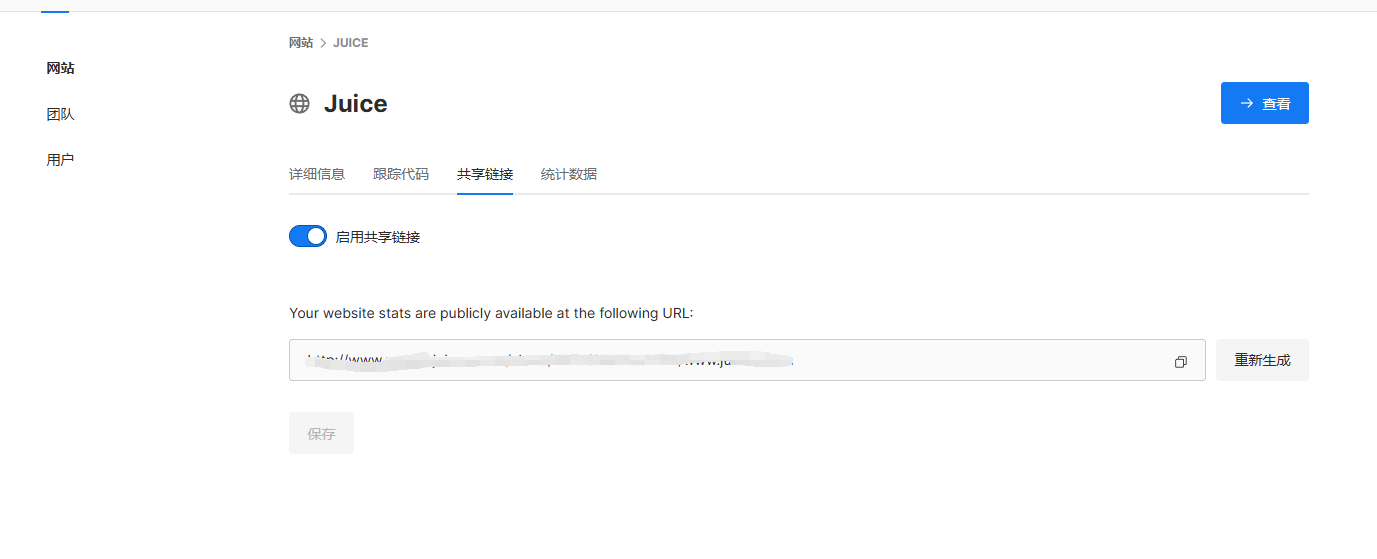 网站 > JUICE
网站
团队
用户
Juice
→ 查看
详细信息 跟踪代码 共享链接 统计数据
启用共享链接
Your website stats are publicly available at the following URL:
http://www.
重新生成
保存